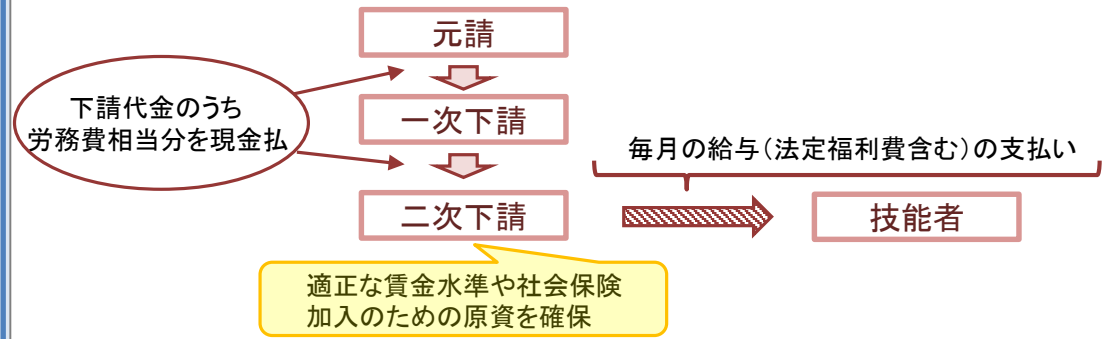 元請
下請代金のうち
労務費相当分を現金払
一次下請
毎月の給与(法定福利費含む)の支払い
二次下請
技能者
適正な賃金水準や社会保険
加入のための原資を確保